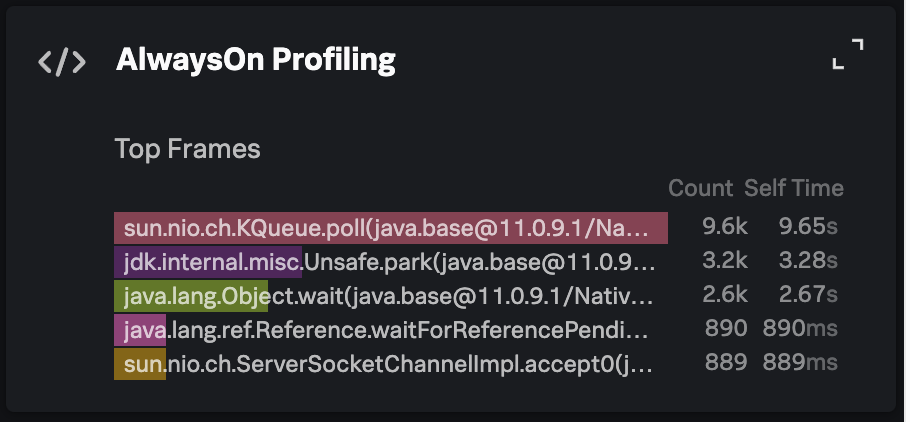 </> AlwaysOn Profiling
Top Frames
Count Self Time
sun.nio.ch.KQueue.poll(java.base@11.0.9.1/Na... 9.6k 9.65s
jdk.internal.misc.Unsafe.park(java.base@11.0.9... 3.2k 3.28s
java.lang.Object.wait(java.base@11.0.9.1/Nativ... 2.6k 2.67s
java.lang.ref.Reference.waitForReferencePendi... 890 890ms
sun.nio.ch.ServerSocketChannelImpl.accept0(j... 889 889ms